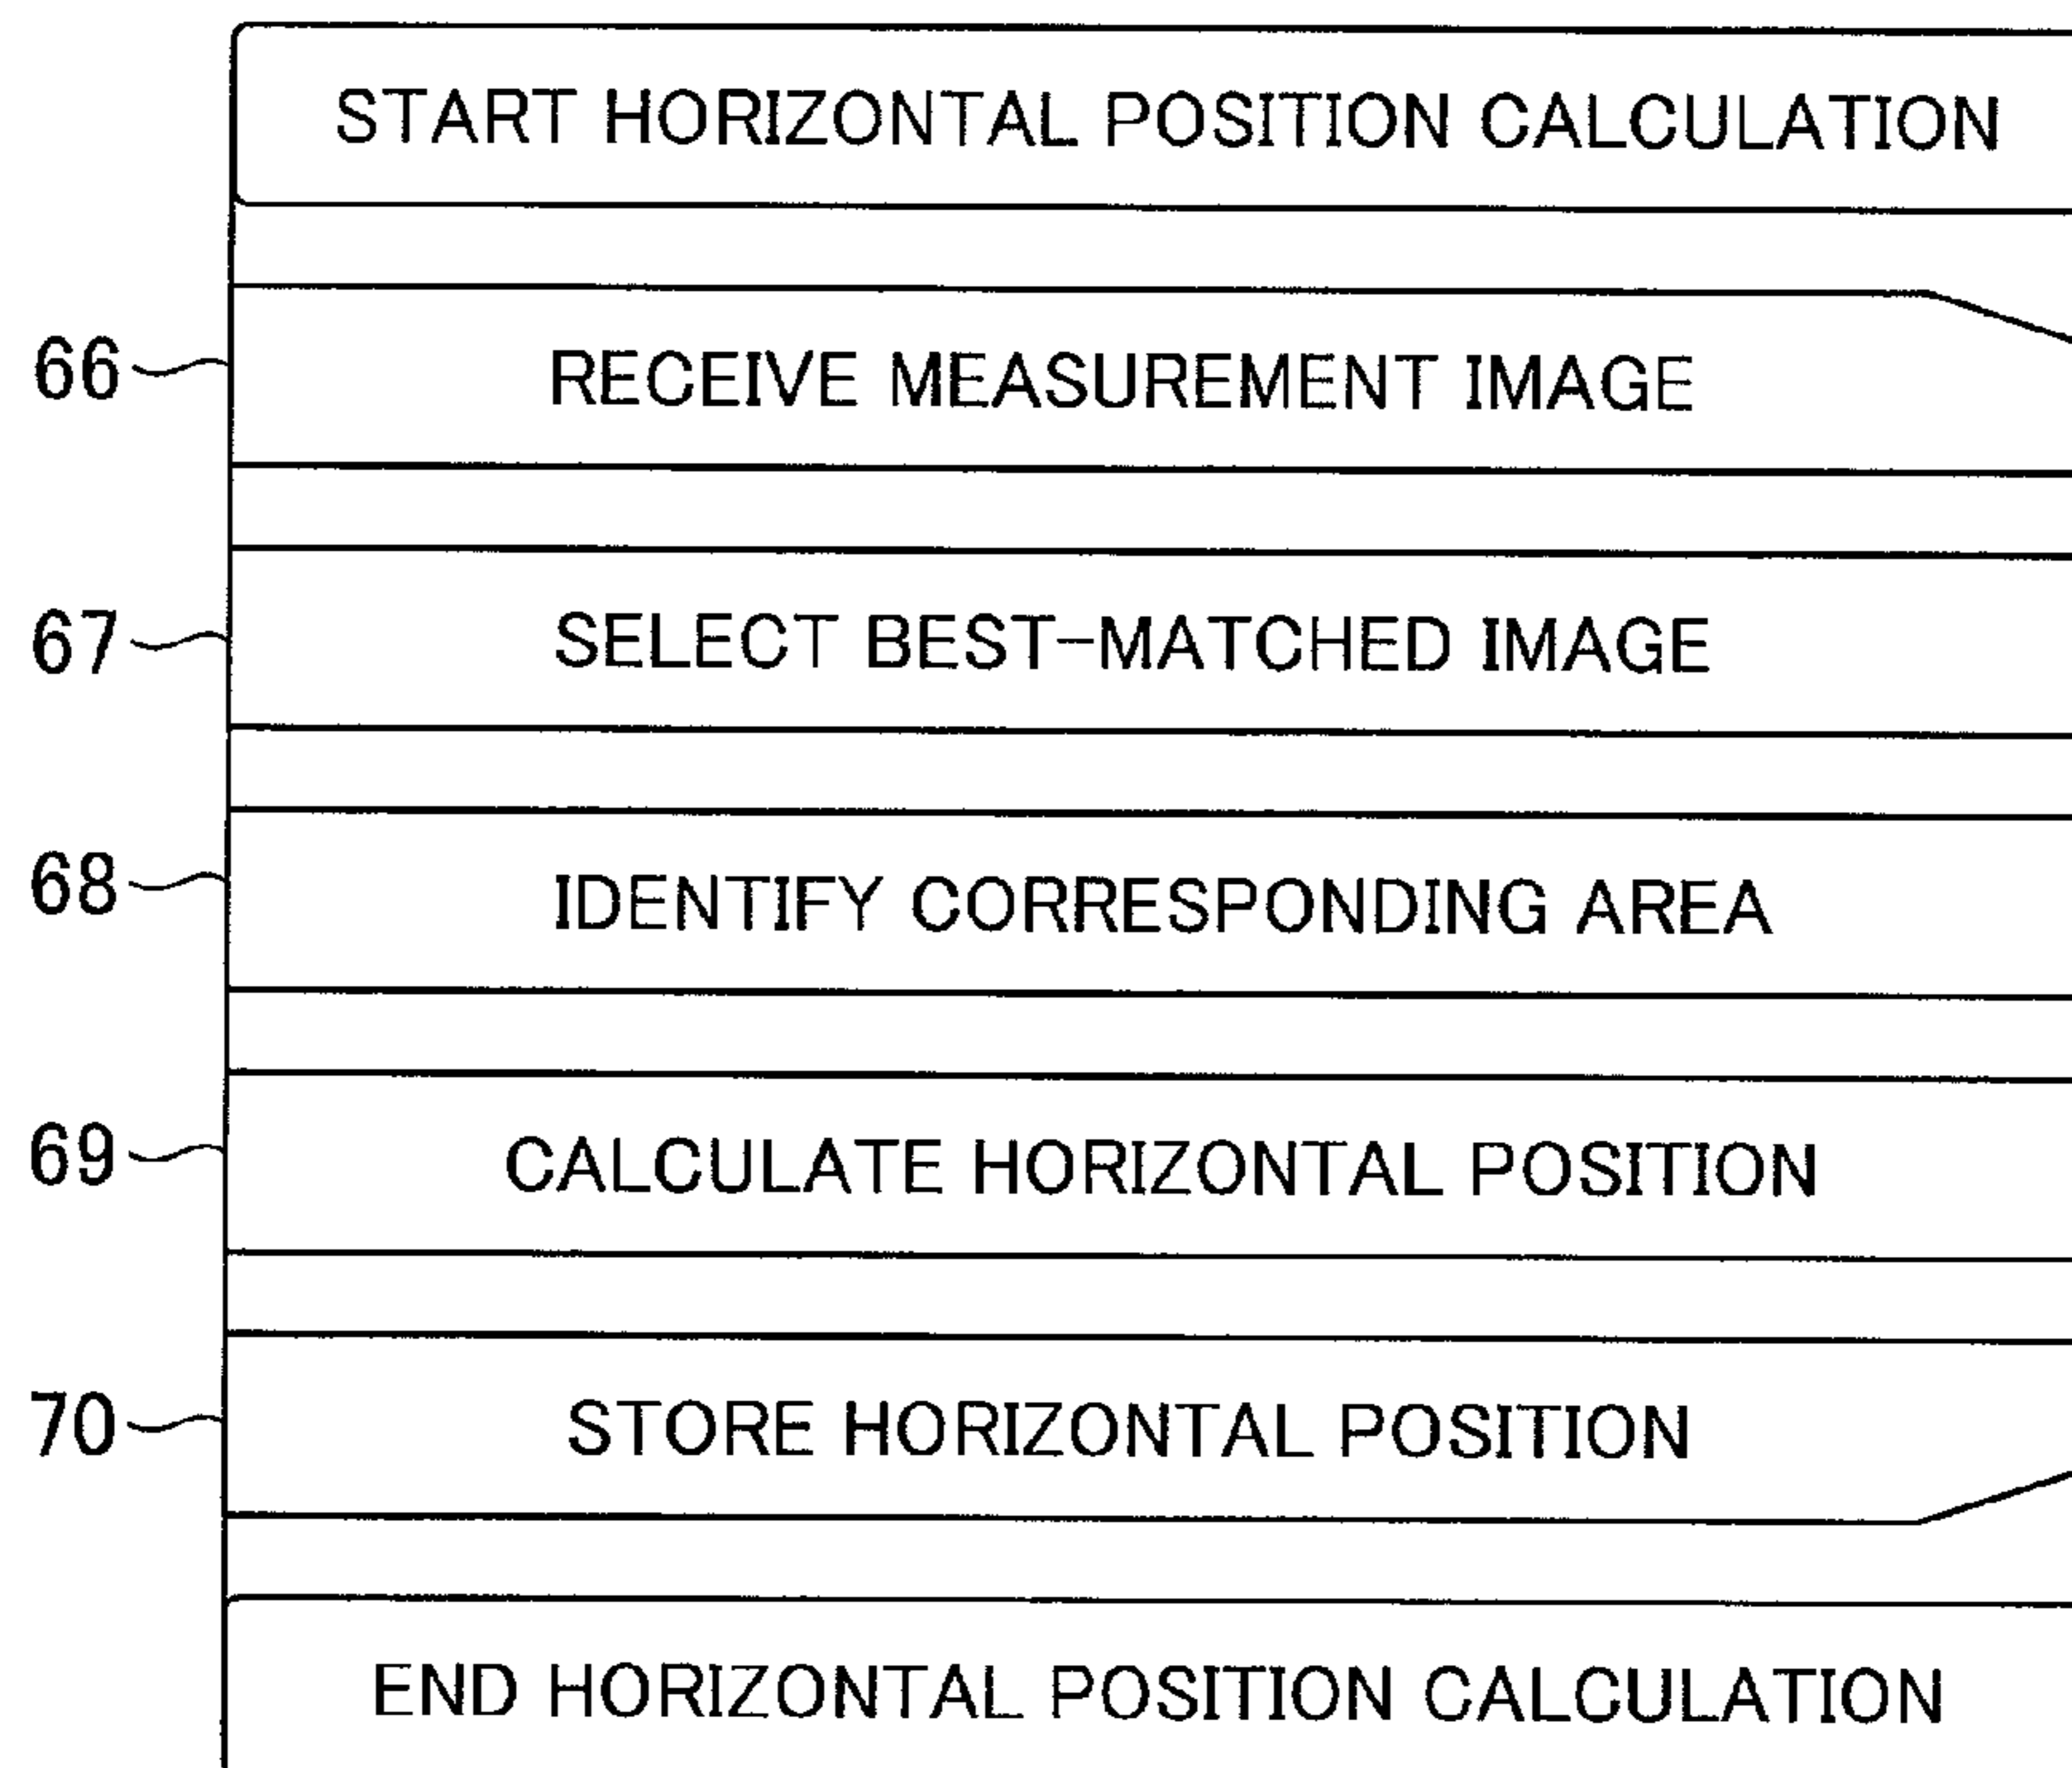 START HORIZONTAL POSITION CALCULATION
66 RECEIVE MEASUREMENT IMAGE
67 SELECT BEST-MATCHED IMAGE
68 IDENTIFY CORRESPONDING AREA
69 CALCULATE HORIZONTAL POSITION
70 STORE HORIZONTAL POSITION
END HORIZONTAL POSITION CALCULATION